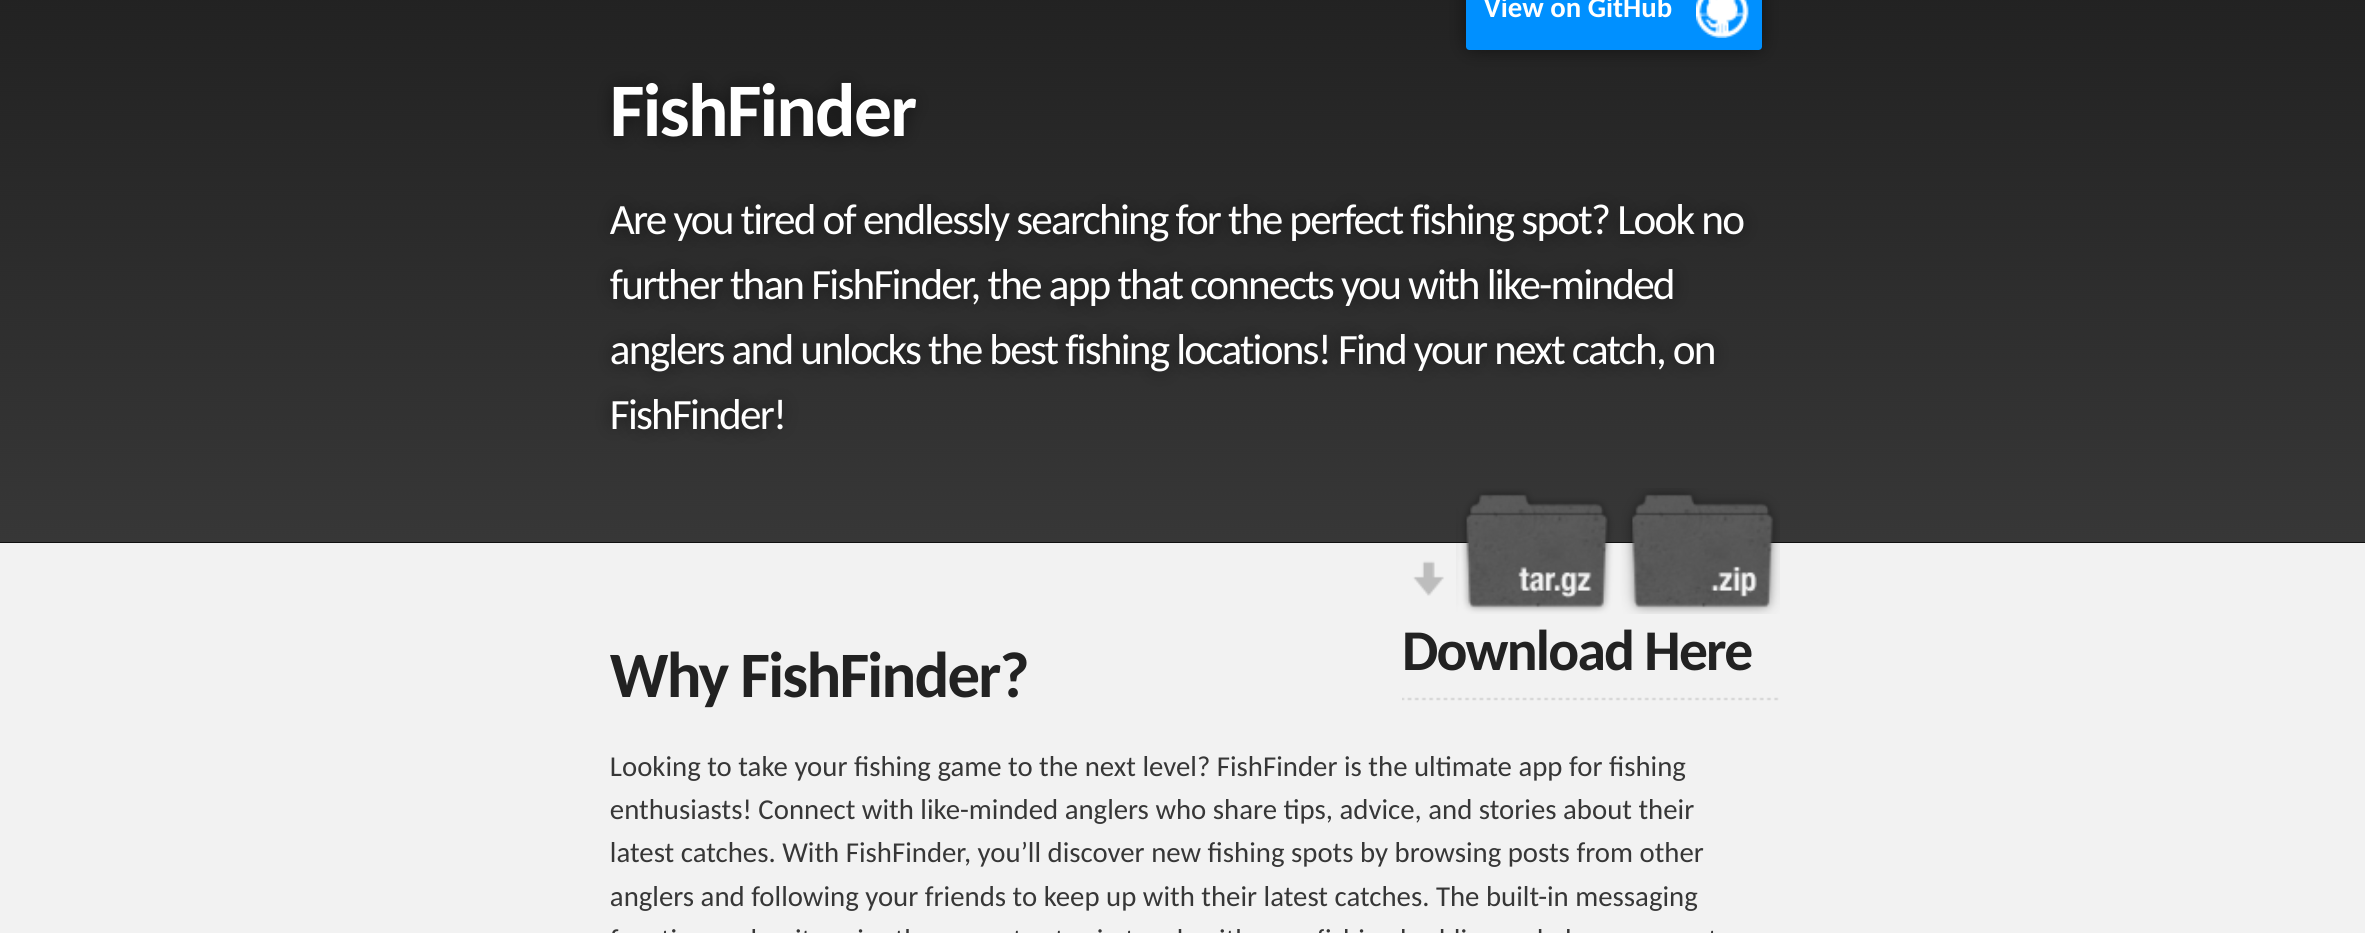 View on GitHub
FishFinder
Are you tired of endlessly searching for the perfect fishing spot? Look no
further than FishFinder, the app that connects you with like-minded
anglers and unlocks the best fishing locations! Find your next catch, on
FishFinder!
tar.gz
.zip
Download Here
Why FishFinder?
Looking to take your fishing game to the next level? FishFinder is the ultimate app for fishing
enthusiasts! Connect with like-minded anglers who share tips, advice, and stories about their
latest catches. With FishFinder, you’ll discover new fishing spots by browsing posts from other
anglers and following your friends to keep up with their latest catches. The built-in messaging